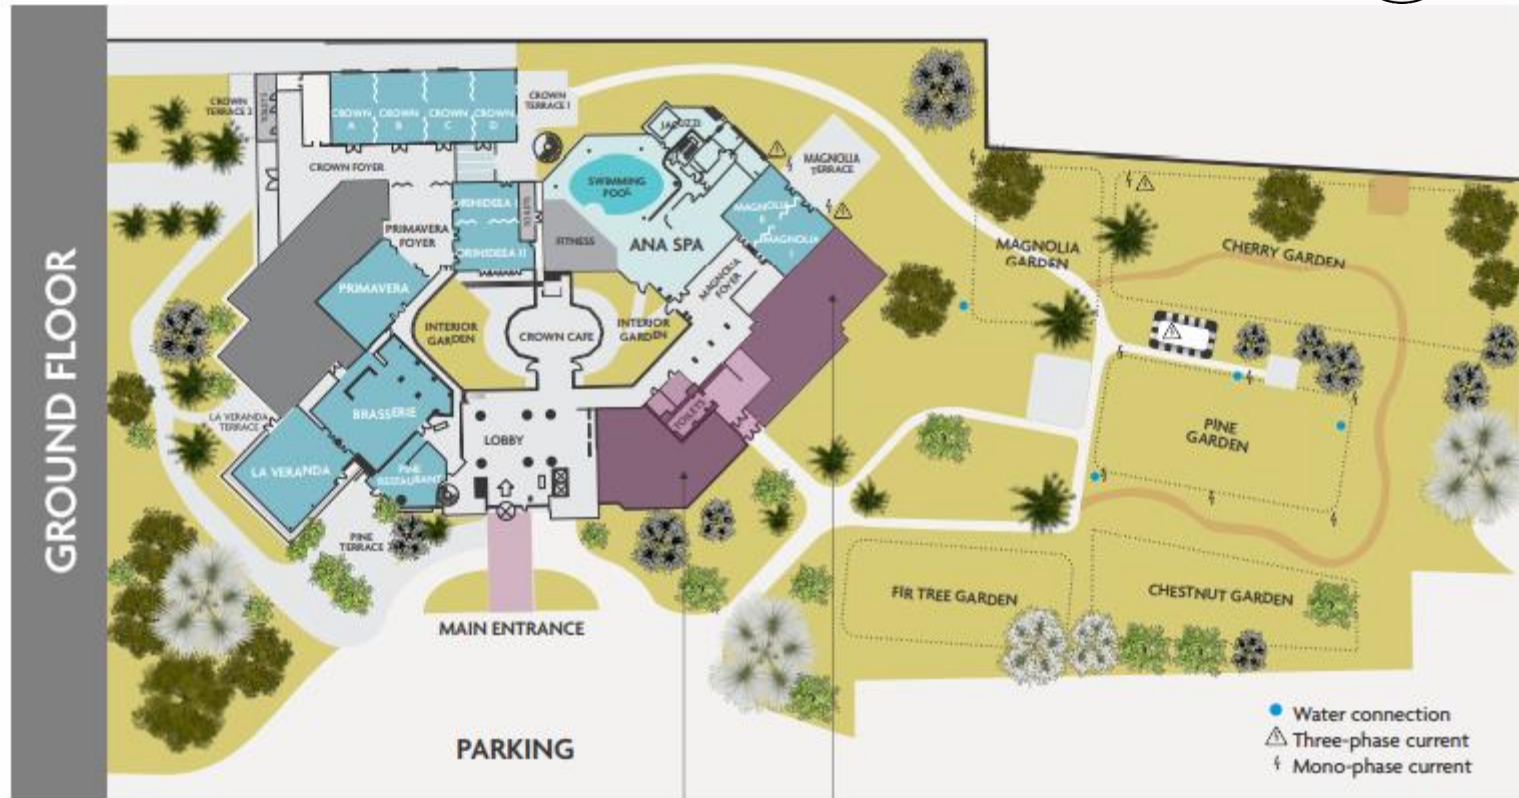 GROUND FLOOR
CROWN
TERRACE 2
TOILETS
CROWN
A
CROWN
B
CROWN
C
CROWN
D
CROWN
TERRACE 1
CROWN FOYER
JACUZZI
SWIMMING
POOL
MAGNOLIA
TERRACE
ORHIDEEA I
TOILETS
ORHIDEEA II
PRIMAVERA
FOYER
FITNESS
ANA SPA
MAGNOLIA
II
MAGNOLIA
I
MAGNOLIA
FOYER
MAGNOLIA
GARDEN
CHERRY GARDEN
PRIMAVERA
INTERIOR
GARDEN
CROWN CAFE
INTERIOR
GARDEN
LA VERANDA
TERRACE
BRASSERIE
TOILETS
PINE
GARDEN
LOBBY
LA VERANDA
PINE
RESTAURANT
PINE
TERRACE
FIR TREE GARDEN
CHESTNUT GARDEN
MAIN ENTRANCE
PARKING
Water connection
Three-phase current
Mono-phase current